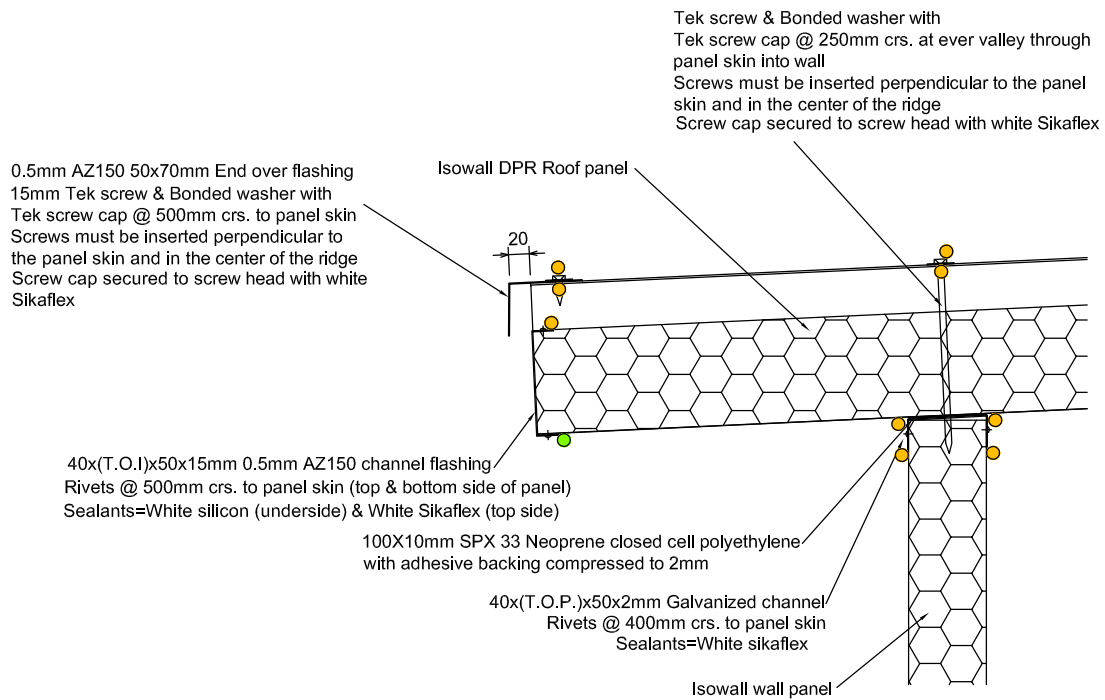 Tek screw & Bonded washer with
Tek screw cap @ 250mm crs. at ever valley through
panel skin into wall
Screws must be inserted perpendicular to the panel
skin and in the center of the ridge
Screw cap secured to screw head with white Sikaflex
0.5mm AZ150 50x70mm End over flashing
15mm Tek screw & Bonded washer with
Tek screw cap @ 500mm crs. to panel skin
Screws must be inserted perpendicular to
the panel skin and in the center of the ridge
Screw cap secured to screw head with white
Sikaflex
Isowall DPR Roof panel
20
40x(T.O.I)x50x15mm 0.5mm AZ150 channel flashing
Rivets @ 500mm crs. to panel skin (top & bottom side of panel)
Sealants=White silicon (underside) & White Sikaflex (top side)
100X10mm SPX 33 Neoprene closed cell polyethylene
with adhesive backing compressed to 2mm
40x(T.O.P.)x50x2mm Galvanized channel
Rivets @ 400mm crs. to panel skin
Sealants=White sikaflex
Isowall wall panel